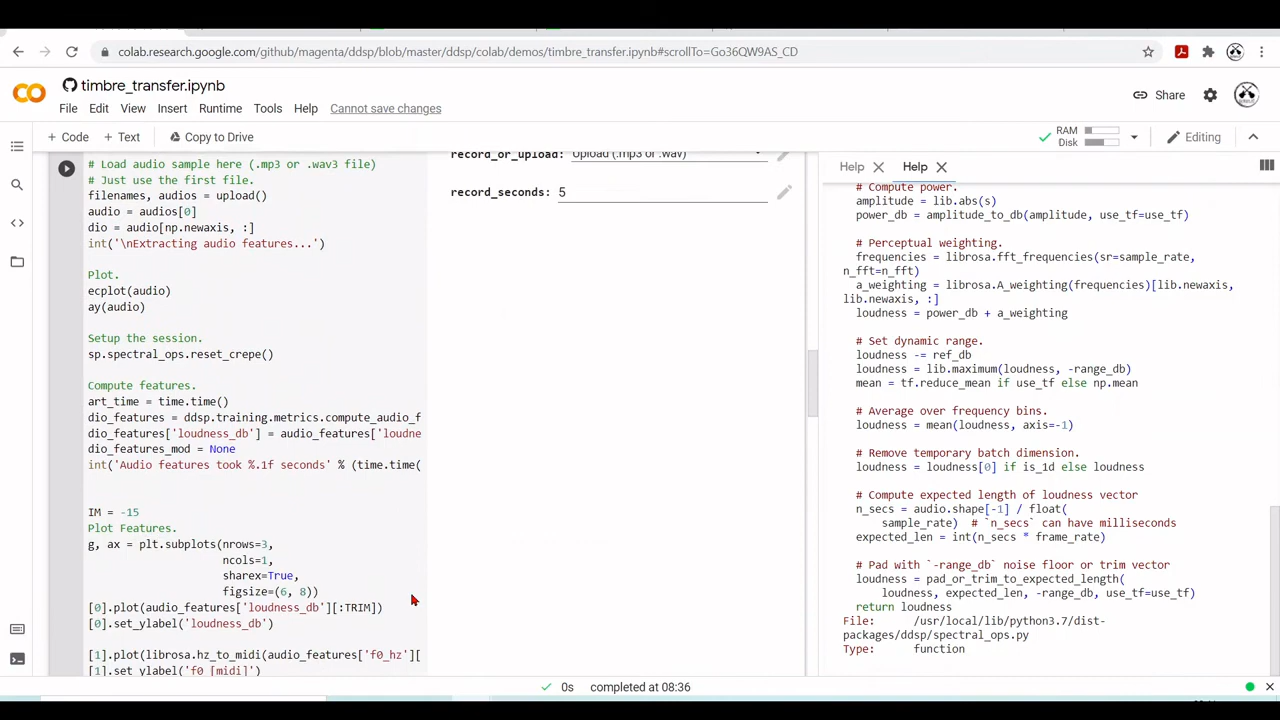 colab.research.google.com/github/magenta/ddsp/blob/master/ddsp/colab/demos/timbre_transfer.ipynb#scrollTo=Go36QW9AS_CD
timbre_transfer.ipynb
File Edit View Insert Runtime Tools Help Cannot save changes
Share
+ Code + Text Copy to Drive
RAM
Disk
Editing
# Load audio sample here (.mp3 or .wav3 file)
# Just use the first file.
filenames, audios = upload()
audio = audios[0]
dio = audio[np.newaxis, :]
int('\nExtracting audio features...')
Plot.
ecplot(audio)
ay(audio)
Setup the session.
sp.spectral_ops.reset_crepe()
Compute features.
art_time = time.time()
dio_features = ddsp.training.metrics.compute_audio_f
dio_features['loudness_db'] = audio_features['loudne
dio_features_mod = None
int('Audio features took %.1f seconds' % (time.time(
IM = -15
Plot Features.
g, ax = plt.subplots(nrows=3,
ncols=1,
sharex=True,
figsize=(6, 8))
[0].plot(audio_features['loudness_db'][:TRIM])
[0].set_ylabel('loudness_db')
[1].plot(librosa.hz_to_midi(audio_features['f0_hz'][
[1].set_ylabel('f0 [midi]')
record_or_upload: Upload (.mp3 or .wav)
record_seconds: 5
Help Help
# Compute power.
amplitude = lib.abs(s)
power_db = amplitude_to_db(amplitude, use_tf=use_tf)
# Perceptual weighting.
frequencies = librosa.fft_frequencies(sr=sample_rate,
n_fft=n_fft)
a_weighting = librosa.A_weighting(frequencies)[lib.newaxis,
lib.newaxis, :]
loudness = power_db + a_weighting
# Set dynamic range.
loudness -= ref_db
loudness = lib.maximum(loudness, -range_db)
mean = tf.reduce_mean if use_tf else np.mean
# Average over frequency bins.
loudness = mean(loudness, axis=-1)
# Remove temporary batch dimension.
loudness = loudness[0] if is_1d else loudness
# Compute expected length of loudness vector
n_secs = audio.shape[-1] / float(
sample_rate) # `n_secs` can have milliseconds
expected_len = int(n_secs * frame_rate)
# Pad with `-range_db` noise floor or trim vector
loudness = pad_or_trim_to_expected_length(
loudness, expected_len, -range_db, use_tf=use_tf)
return loudness
File: /usr/local/lib/python3.7/dist-
packages/ddsp/spectral_ops.py
Type: function
0s completed at 08:36